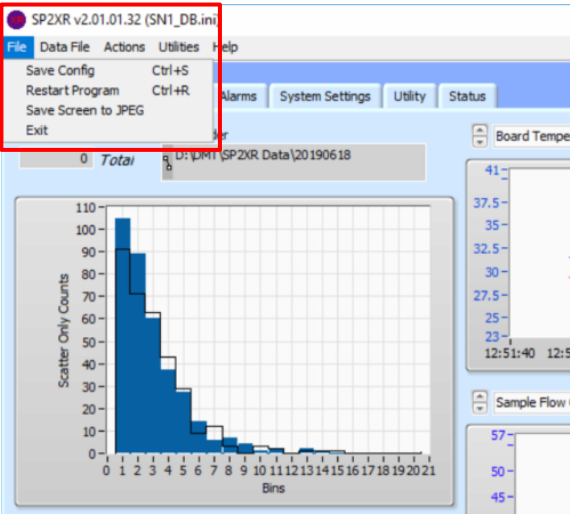 SP2XR v2.01.01.32 (SN1_DB.ini)
File Data File Actions Utilities Help
Save Config Ctrl+S
Restart Program Ctrl+R
Save Screen to JPEG
Exit
Alarms System Settings Utility Status
0 Total
D:\DMT\SP2XR Data\20190618
Scatter Only Counts
110
100
90
80
70
60
50
40
30
20
10
0
0 1 2 3 4 5 6 7 8 9 10 11 12 13 14 15 16 17 18 19 20 21
Bins
Board Tempe
41
37.5
35
32.5
30
27.5
25
23
12:51:40 12:5
Sample Flow
57
50
45